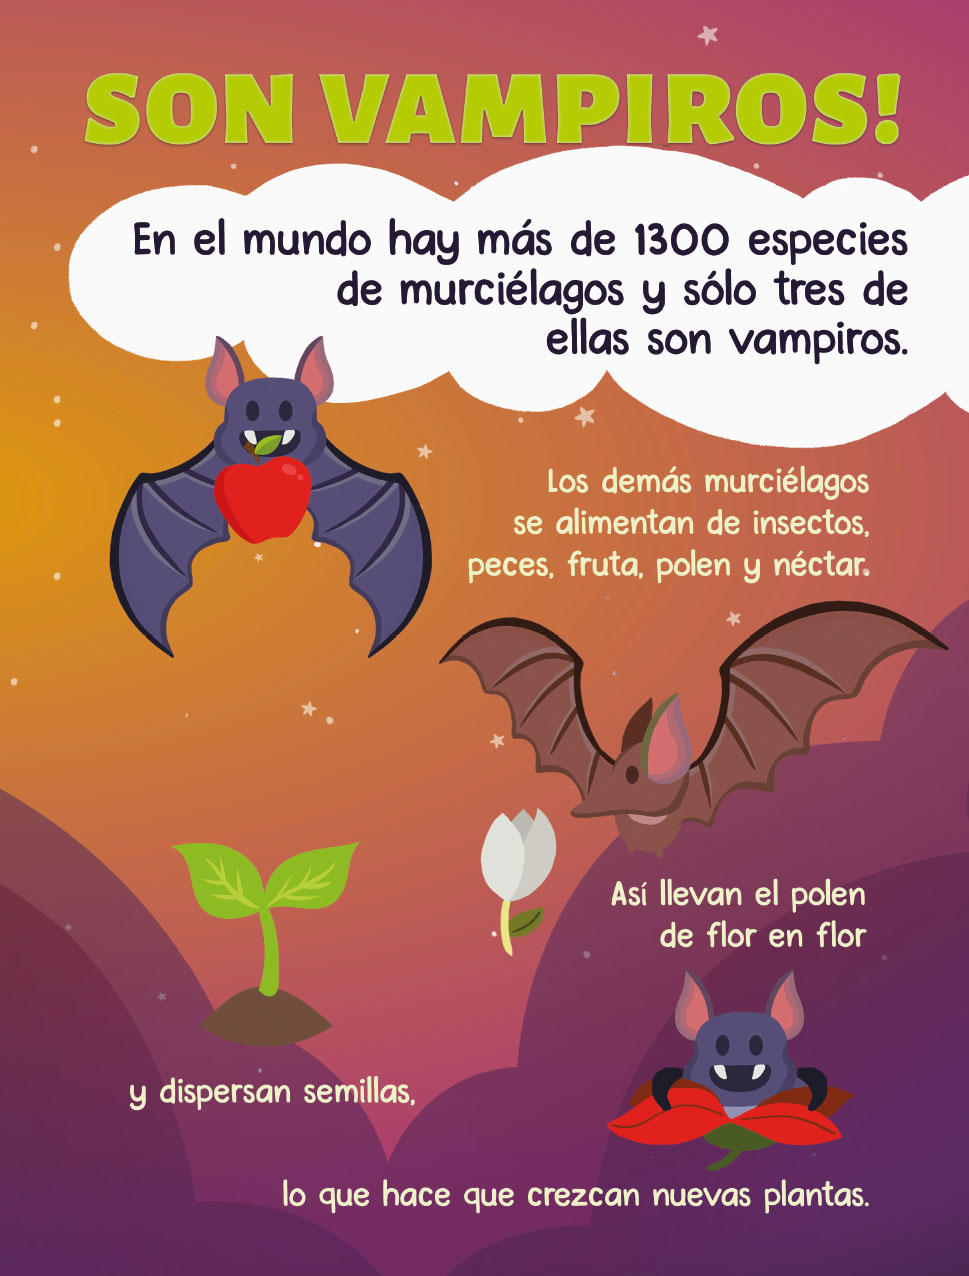 SON VAMPIROS!
En el mundo hay más de 1300 especies
de murciélagos y sólo tres de
ellas son vampiros.
Los demás murciélagos
se alimentan de insectos,
peces, fruta, polen y néctar.
Así llevan el polen
de flor en flor
y dispersan semillas,
lo que hace que crezcan nuevas plantas.